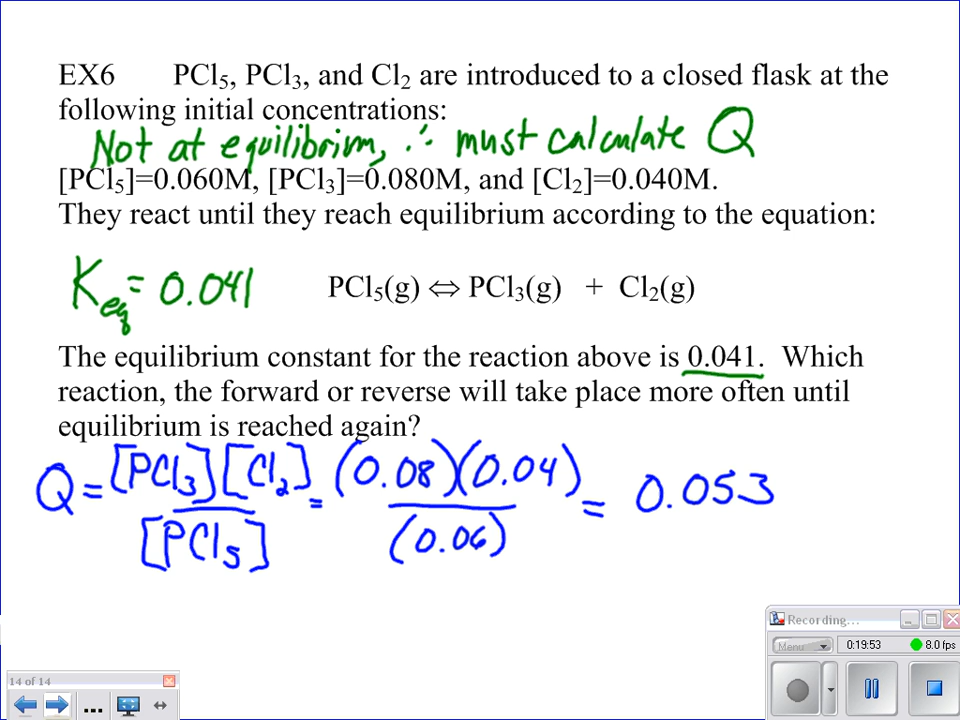 EX6 PCl₅, PCl₃, and Cl₂ are introduced to a closed flask at the
following initial concentrations:
Not at equilibrium, ∴ must calculate Q
[PCl₅]=0.060M, [PCl₃]=0.080M, and [Cl₂]=0.040M.
They react until they reach equilibrium according to the equation:
Keq = 0.041 PCl₅(g) ⇔ PCl₃(g) + Cl₂(g)
The equilibrium constant for the reaction above is 0.041. Which
reaction, the forward or reverse will take place more often until
equilibrium is reached again?
Q = [PCl₃][Cl₂] = (0.08)(0.04) = 0.053
[PCl₅] (0.06)
Recording...
Menu 0:19:53 8.0 fps
14 of 14
...